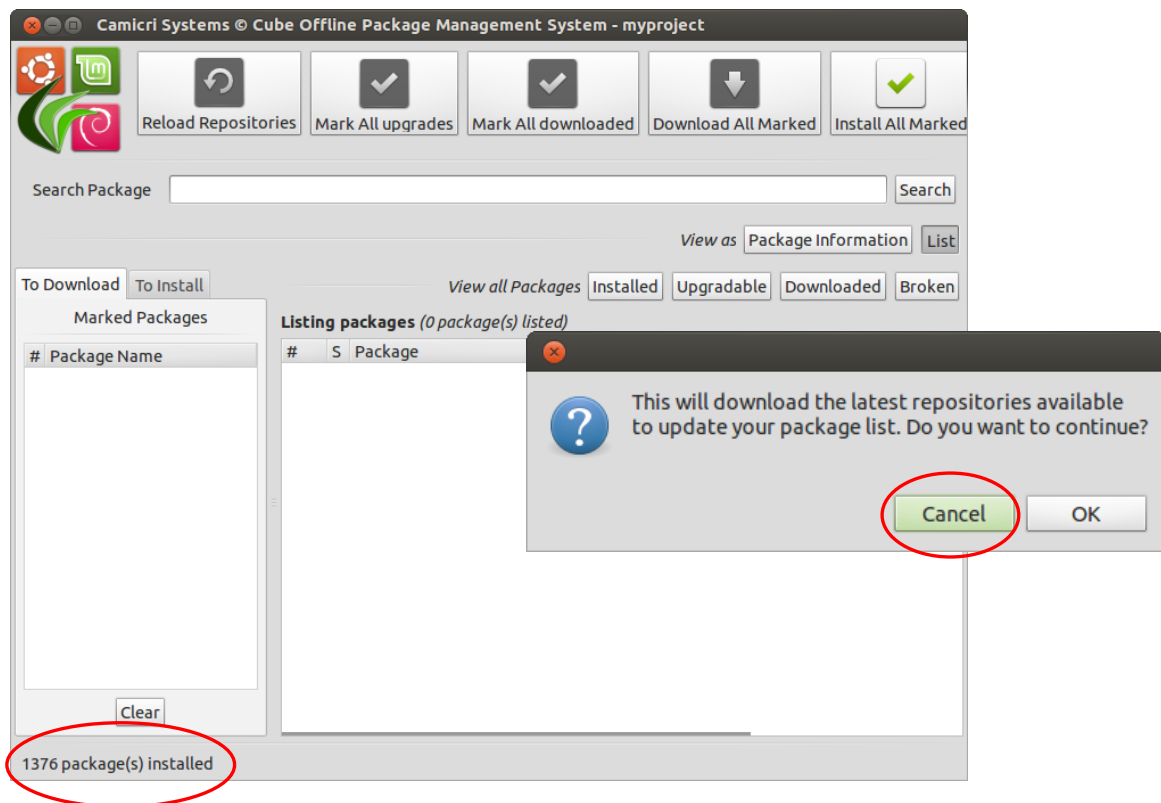 Camicri Systems © Cube Offline Package Management System - myproject
Reload Repositories
Mark All upgrades
Mark All downloaded
Download All Marked
Install All Marked
Search Package
Search
View as Package Information List
To Download To Install
View all Packages Installed Upgradable Downloaded Broken
Marked Packages
Listing packages (0 package(s) listed)
# Package Name
# S Package
This will download the latest repositories available
to update your package list. Do you want to continue?
Cancel OK
Clear
1376 package(s) installed